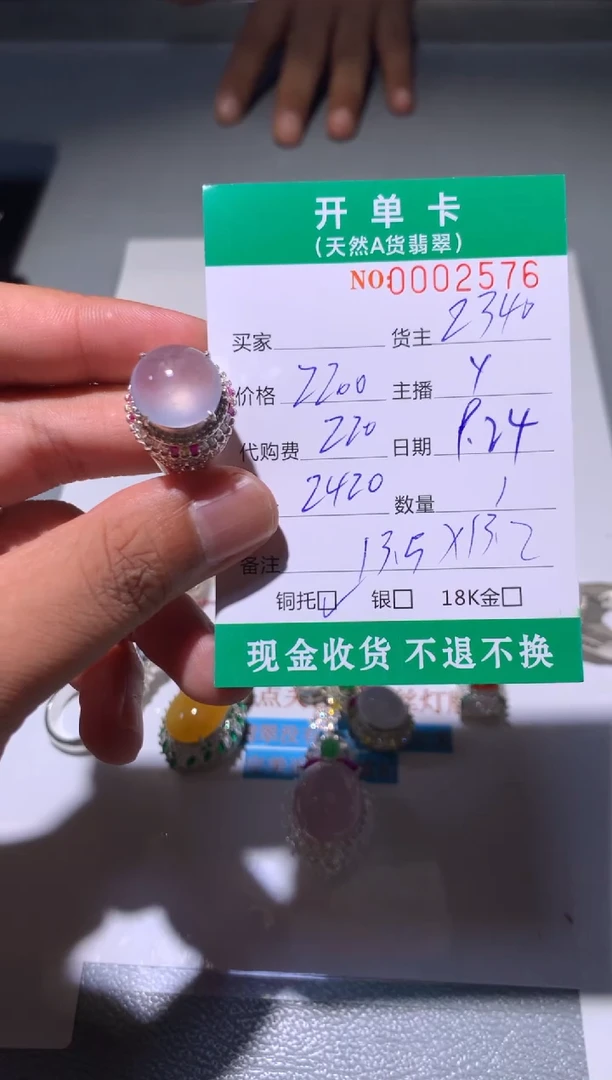 开单卡
(天然A货翡翠)
NO:0002576
买家 货主 2340
价格 2200 主播 Y
代购费 220 日期 8.24
2420 数量 1
备注 13.5X13.2
铜托☑ 银□ 18K金□
现金收货 不退不换